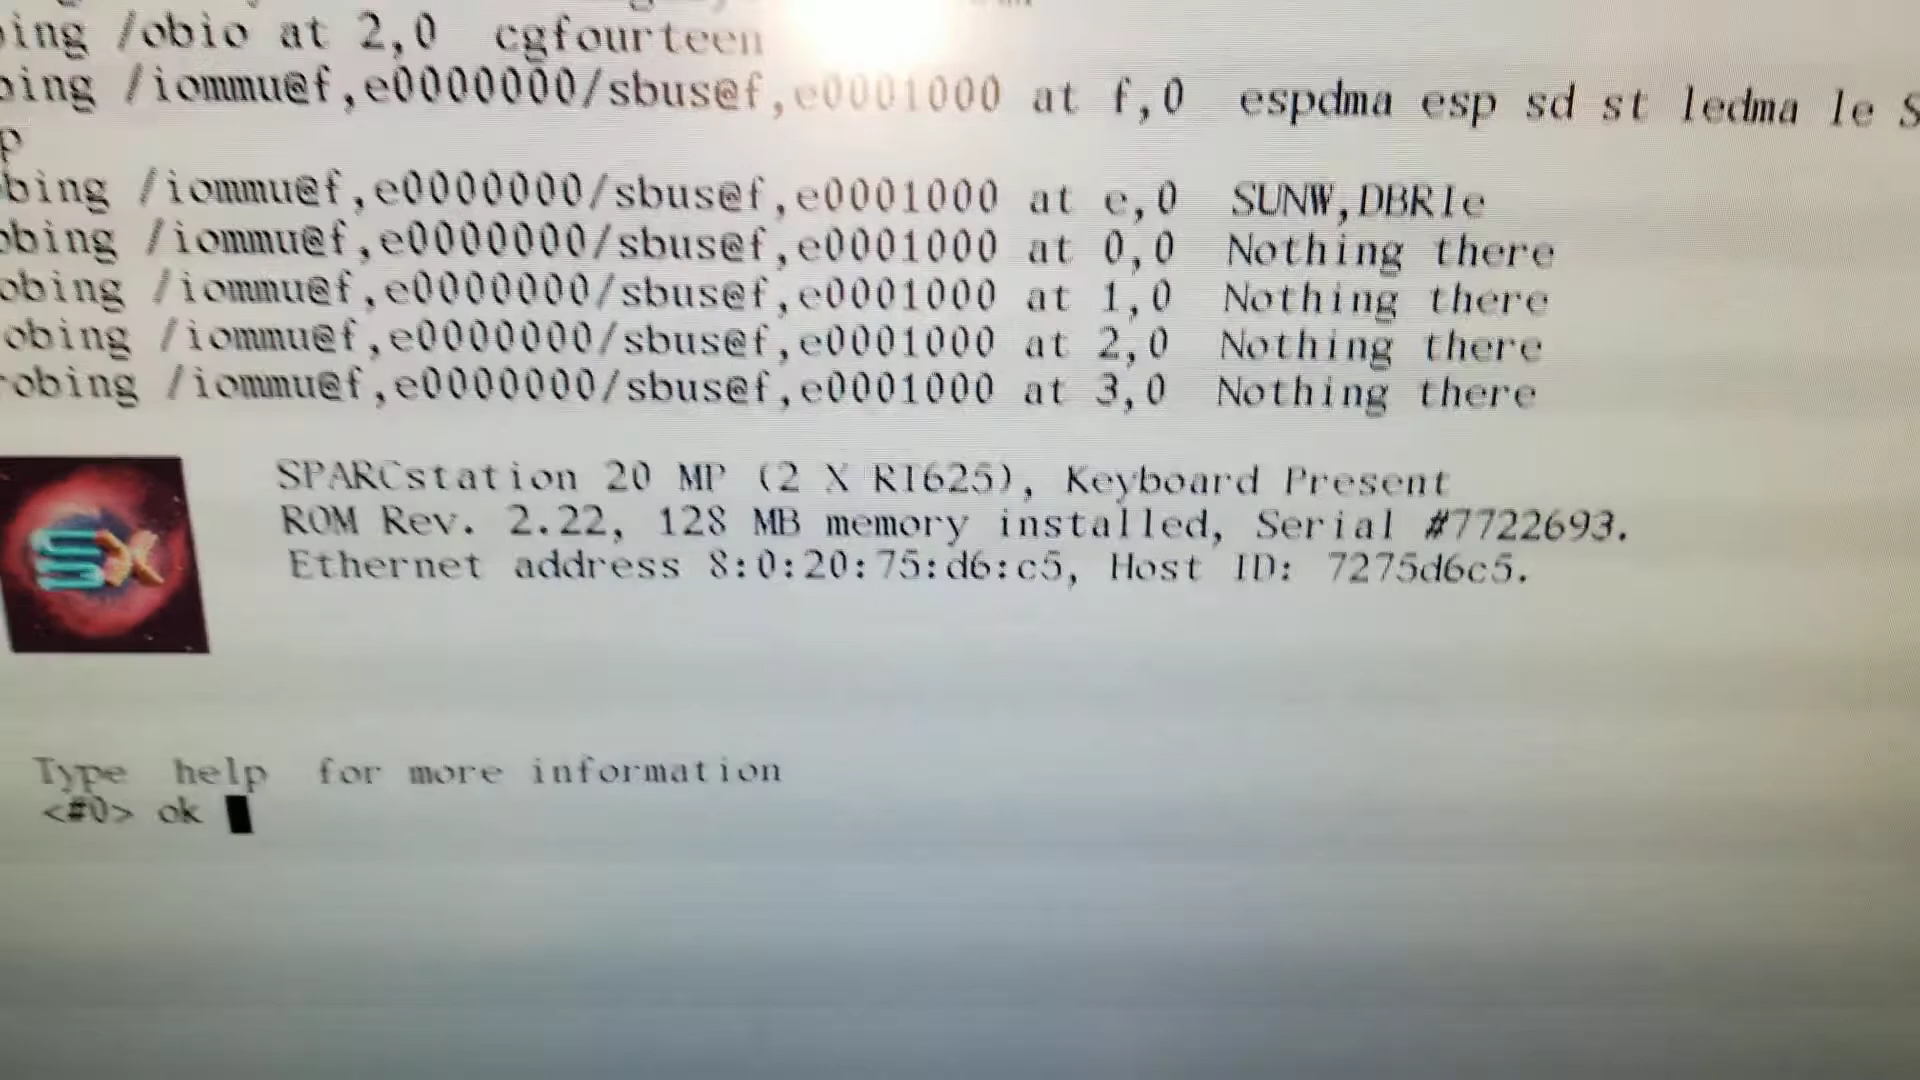 ing /obio at 2,0 cgfourteen
bing /iommu@f,e0000000/sbus@f,e0001000 at f,0 espdma esp sd st ledma le S
p
bing /iommu@f,e0000000/sbus@f,e0001000 at e,0 SUNW,DBRIe
obing /iommu@f,e0000000/sbus@f,e0001000 at 0,0 Nothing there
obing /iommu@f,e0000000/sbus@f,e0001000 at 1,0 Nothing there
obing /iommu@f,e0000000/sbus@f,e0001000 at 2,0 Nothing there
robing /iommu@f,e0000000/sbus@f,e0001000 at 3,0 Nothing there
SX
SPARCstation 20 MP (2 X RT625), Keyboard Present
ROM Rev. 2.22, 128 MB memory installed, Serial #7722693.
Ethernet address 8:0:20:75:d6:c5, Host ID: 7275d6c5.
Type help for more information
<#0> ok